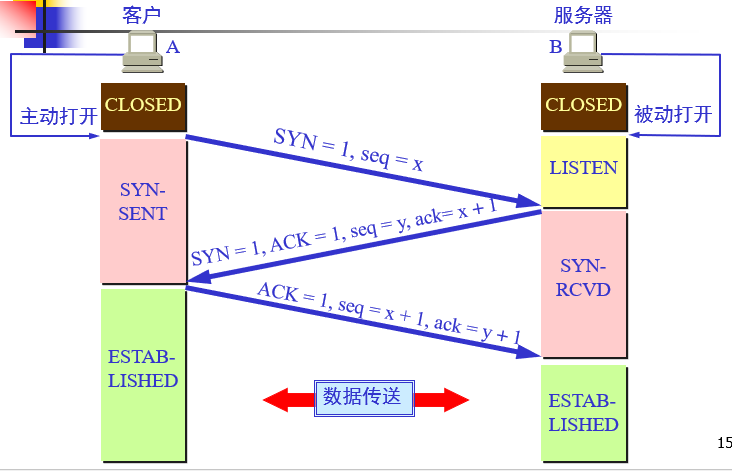 客户
服务器
A
B
主动打开
CLOSED
CLOSED
被动打开
SYN = 1, seq = x
LISTEN
SYN-
SENT
SYN = 1, ACK = 1, seq = y, ack= x + 1
SYN-
RCVD
ACK = 1, seq = x + 1, ack = y + 1
ESTAB-
LISHED
数据传送
ESTAB-
LISHED
15